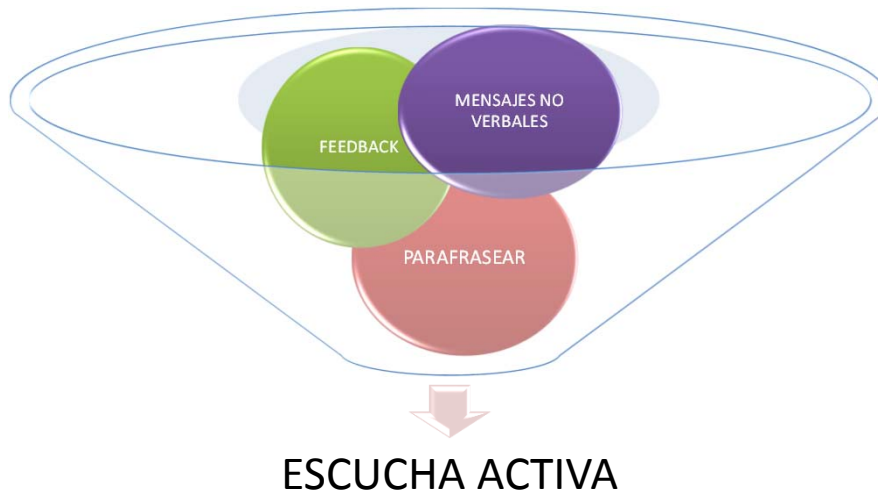 MENSAJES NO
VERBALES
FEEDBACK
PARAFRASEAR
ESCUCHA ACTIVA